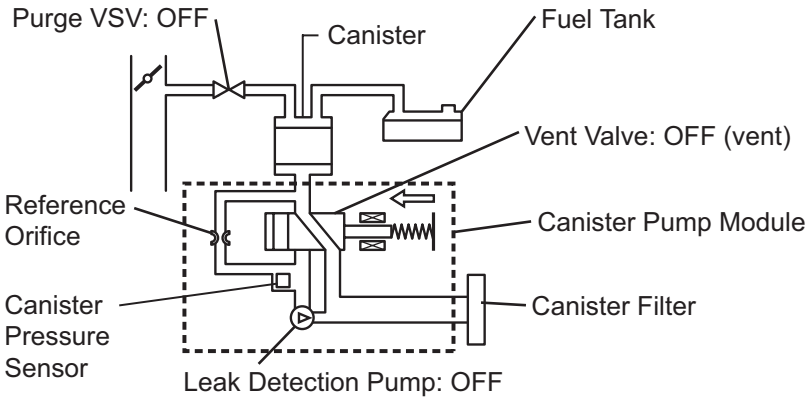 Purge VSV: OFF
Canister
Fuel Tank
Vent Valve: OFF (vent)
Reference
Orifice
Canister Pump Module
Canister
Pressure
Sensor
Canister Filter
Leak Detection Pump: OFF